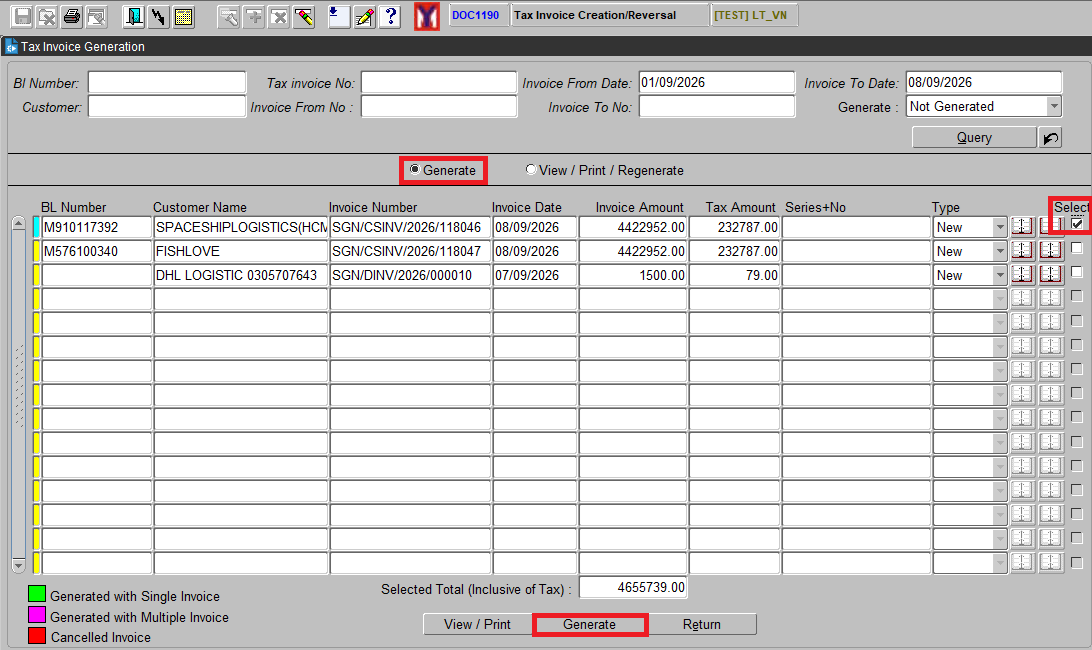 DOC1190 Tax Invoice Creation/Reversal [TEST] LT_VN
Tax Invoice Generation
Bl Number: Tax invoice No: Invoice From Date: 01/09/2026 Invoice To Date: 08/09/2026
Customer: Invoice From No : Invoice To No: Generate : Not Generated
Query
Generate View / Print / Regenerate
BL Number Customer Name Invoice Number Invoice Date Invoice Amount Tax Amount Series+No Type Select
M910117392 SPACESHIPLOGISTICS(HCM SGN/CSINV/2026/118046 08/09/2026 4422952.00 232787.00 New
M576100340 FISHLOVE SGN/CSINV/2026/118047 08/09/2026 4422952.00 232787.00 New
DHL LOGISTIC 0305707643 SGN/DINV/2026/000010 07/09/2026 1500.00 79.00 New
Selected Total (Inclusive of Tax) : 4655739.00
Generated with Single Invoice
Generated with Multiple Invoice
Cancelled Invoice
View / Print Generate Return